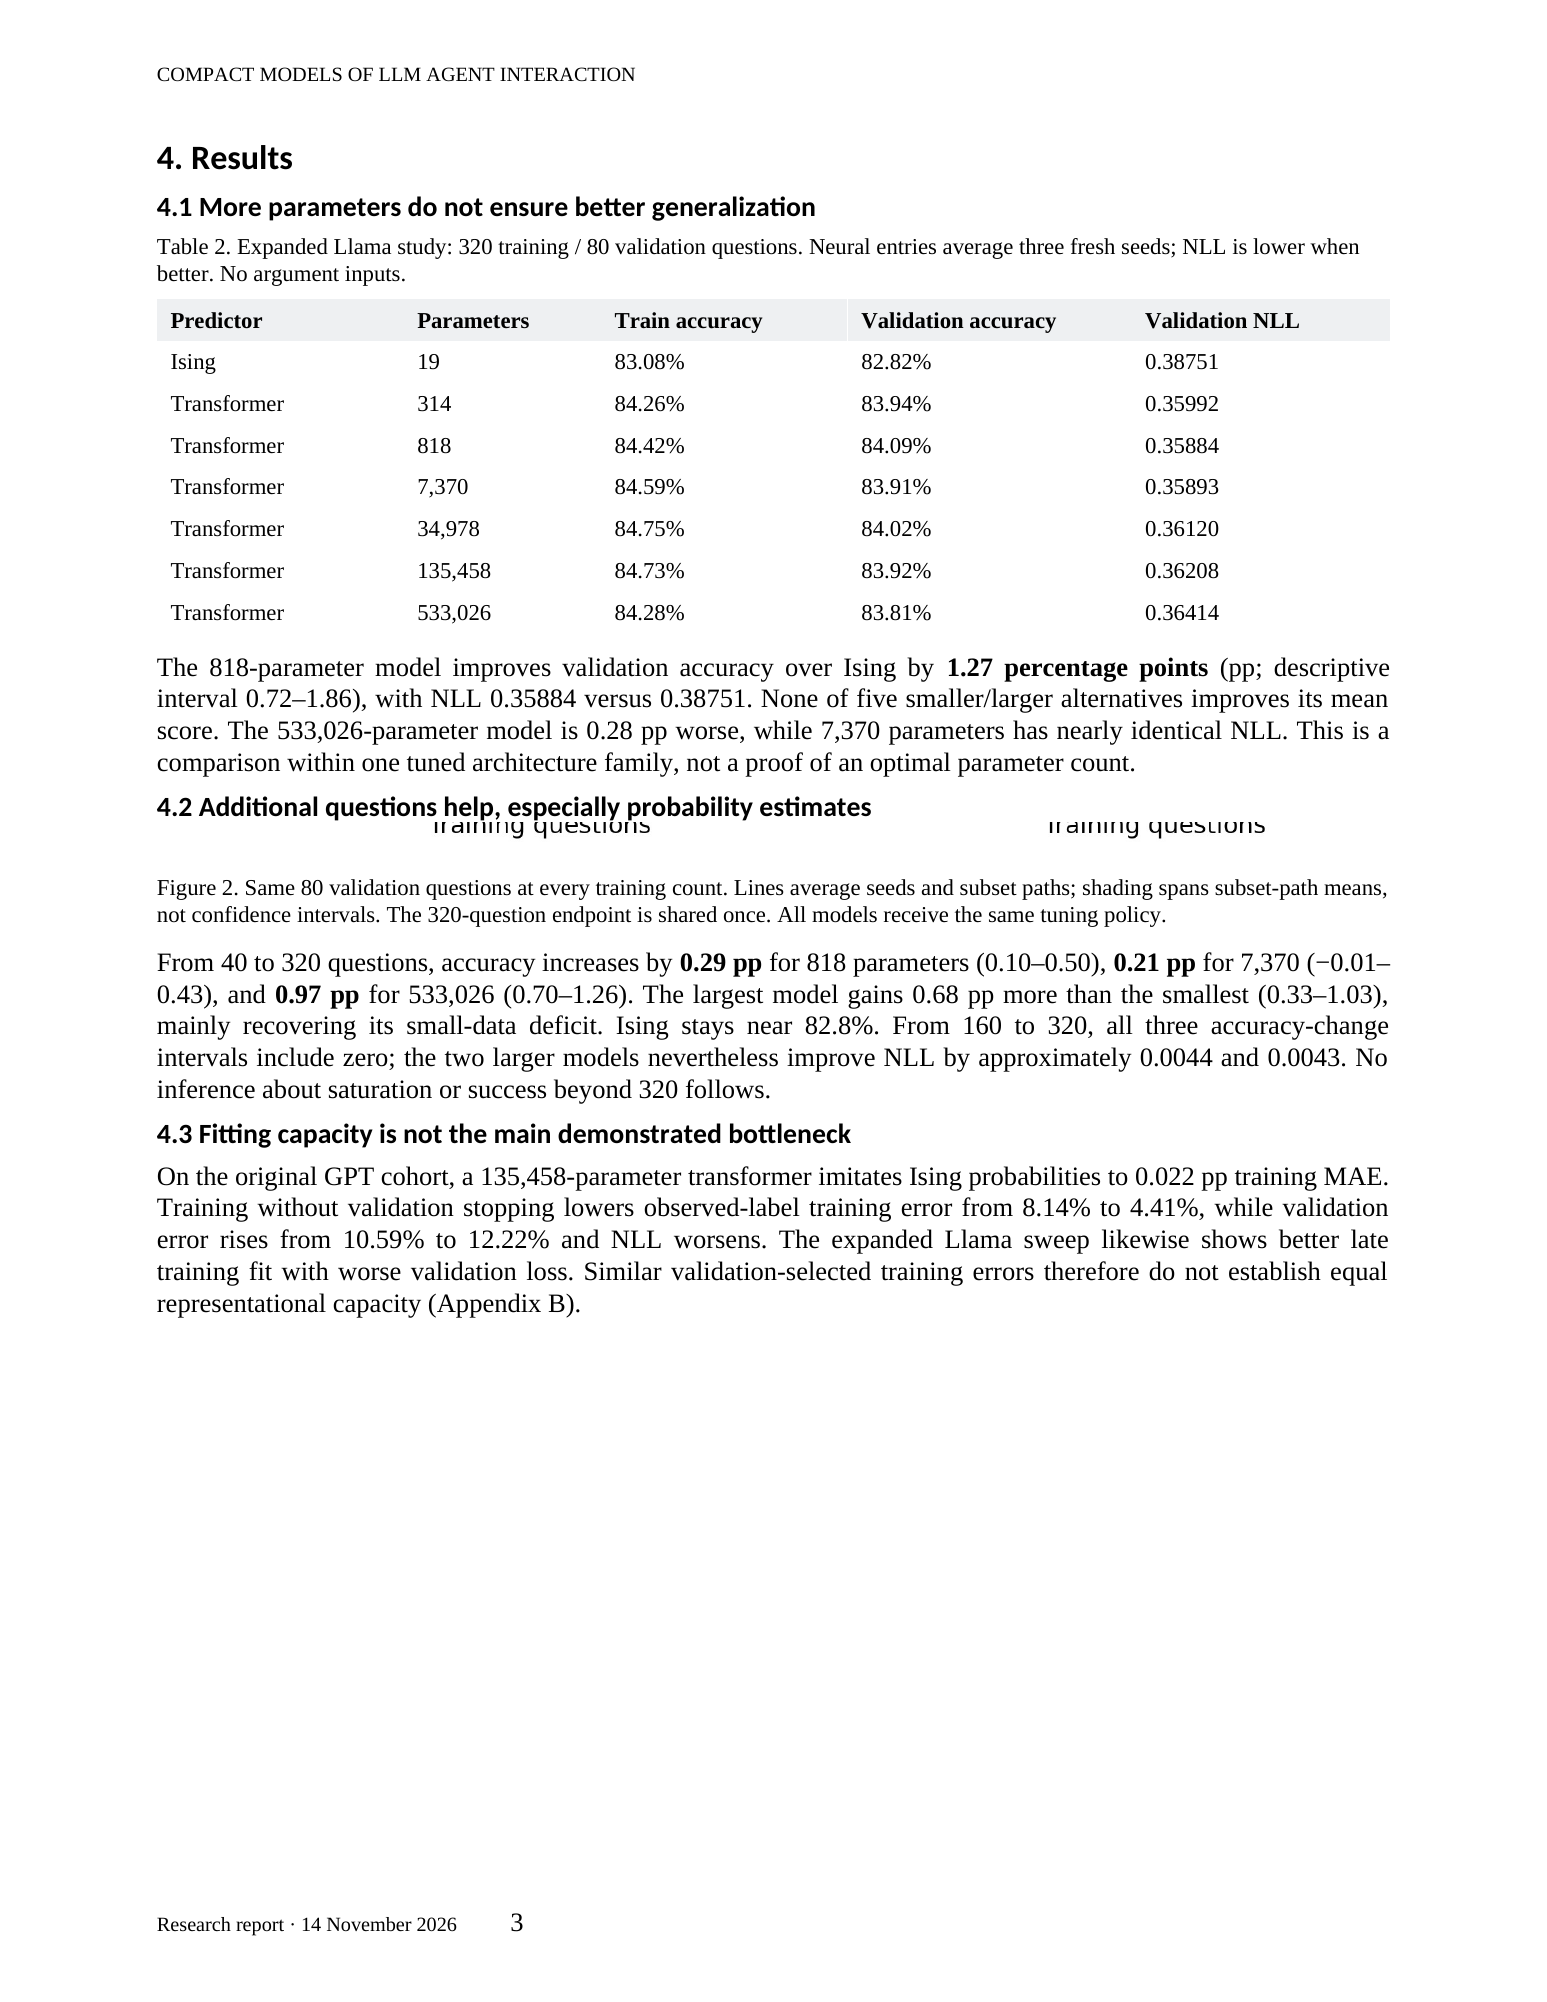 COMPACT MODELS OF LLM AGENT INTERACTION
4. Results
4.1 More parameters do not ensure better generalization
Table 2. Expanded Llama study: 320 training / 80 validation questions. Neural entries average three fresh seeds; NLL is lower when
better. No argument inputs.
Predictor Parameters Train accuracy Validation accuracy Validation NLL
Ising 19 83.08% 82.82% 0.38751
Transformer 314 84.26% 83.94% 0.35992
Transformer 818 84.42% 84.09% 0.35884
Transformer 7,370 84.59% 83.91% 0.35893
Transformer 34,978 84.75% 84.02% 0.36120
Transformer 135,458 84.73% 83.92% 0.36208
Transformer 533,026 84.28% 83.81% 0.36414
The 818-parameter model improves validation accuracy over Ising by 1.27 percentage points (pp; descriptive
interval 0.72–1.86), with NLL 0.35884 versus 0.38751. None of five smaller/larger alternatives improves its mean
score. The 533,026-parameter model is 0.28 pp worse, while 7,370 parameters has nearly identical NLL. This is a
comparison within one tuned architecture family, not a proof of an optimal parameter count.
4.2 Additional questions help, especially probability estimates
Training questions Training questions
Figure 2. Same 80 validation questions at every training count. Lines average seeds and subset paths; shading spans subset-path means,
not confidence intervals. The 320-question endpoint is shared once. All models receive the same tuning policy.
From 40 to 320 questions, accuracy increases by 0.29 pp for 818 parameters (0.10–0.50), 0.21 pp for 7,370 (−0.01–
0.43), and 0.97 pp for 533,026 (0.70–1.26). The largest model gains 0.68 pp more than the smallest (0.33–1.03),
mainly recovering its small-data deficit. Ising stays near 82.8%. From 160 to 320, all three accuracy-change
intervals include zero; the two larger models nevertheless improve NLL by approximately 0.0044 and 0.0043. No
inference about saturation or success beyond 320 follows.
4.3 Fitting capacity is not the main demonstrated bottleneck
On the original GPT cohort, a 135,458-parameter transformer imitates Ising probabilities to 0.022 pp training MAE.
Training without validation stopping lowers observed-label training error from 8.14% to 4.41%, while validation
error rises from 10.59% to 12.22% and NLL worsens. The expanded Llama sweep likewise shows better late
training fit with worse validation loss. Similar validation-selected training errors therefore do not establish equal
representational capacity (Appendix B).
Research report · 14 November 2026 3